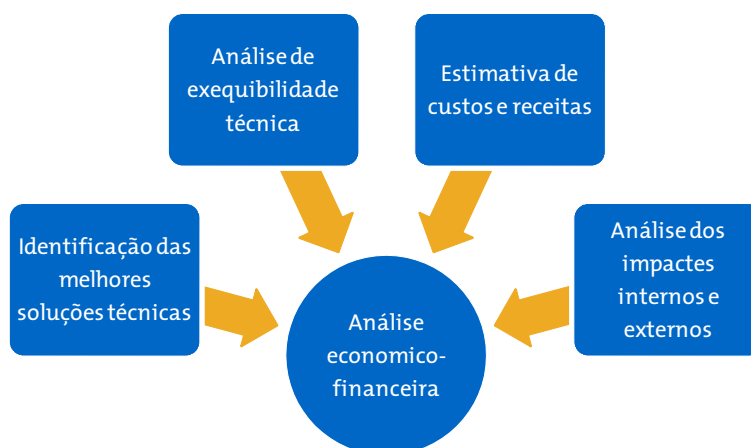 Análise de
exequibilidade
técnica
Estimativa de
custos e receitas
Identificação das
melhores
soluções técnicas
Análise dos
impactes
internos e
externos
Análise
economico-
financeira